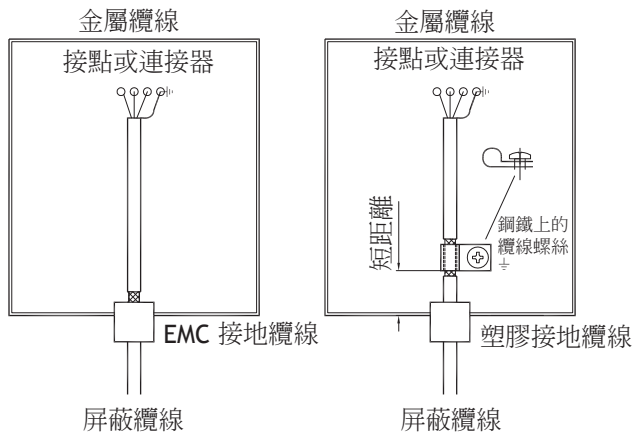 金屬纜線
接點或連接器
EMC 接地纜線
屏蔽纜線
金屬纜線
接點或連接器
短距離
鋼鐵上的
纜線螺絲
塑膠接地纜線
屏蔽纜線